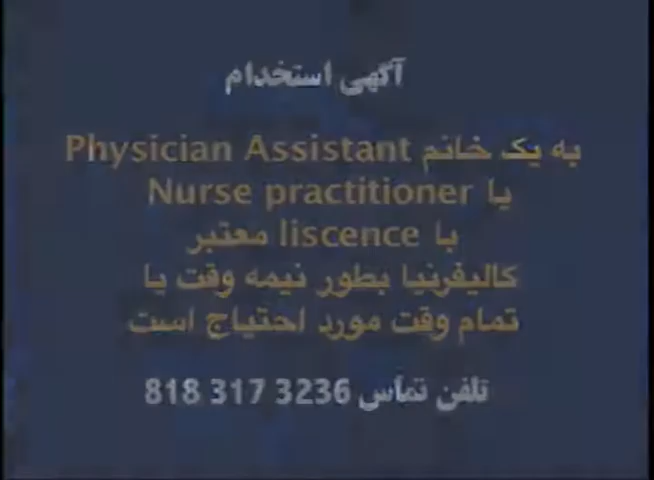 آگهی استخدام
به یک خانم Physician Assistant
یا Nurse practitioner
با liscence معتبر
کالیفرنیا بطور نیمه وقت یا
تمام وقت مورد احتیاج است
تلفن تماس 818 317 3236